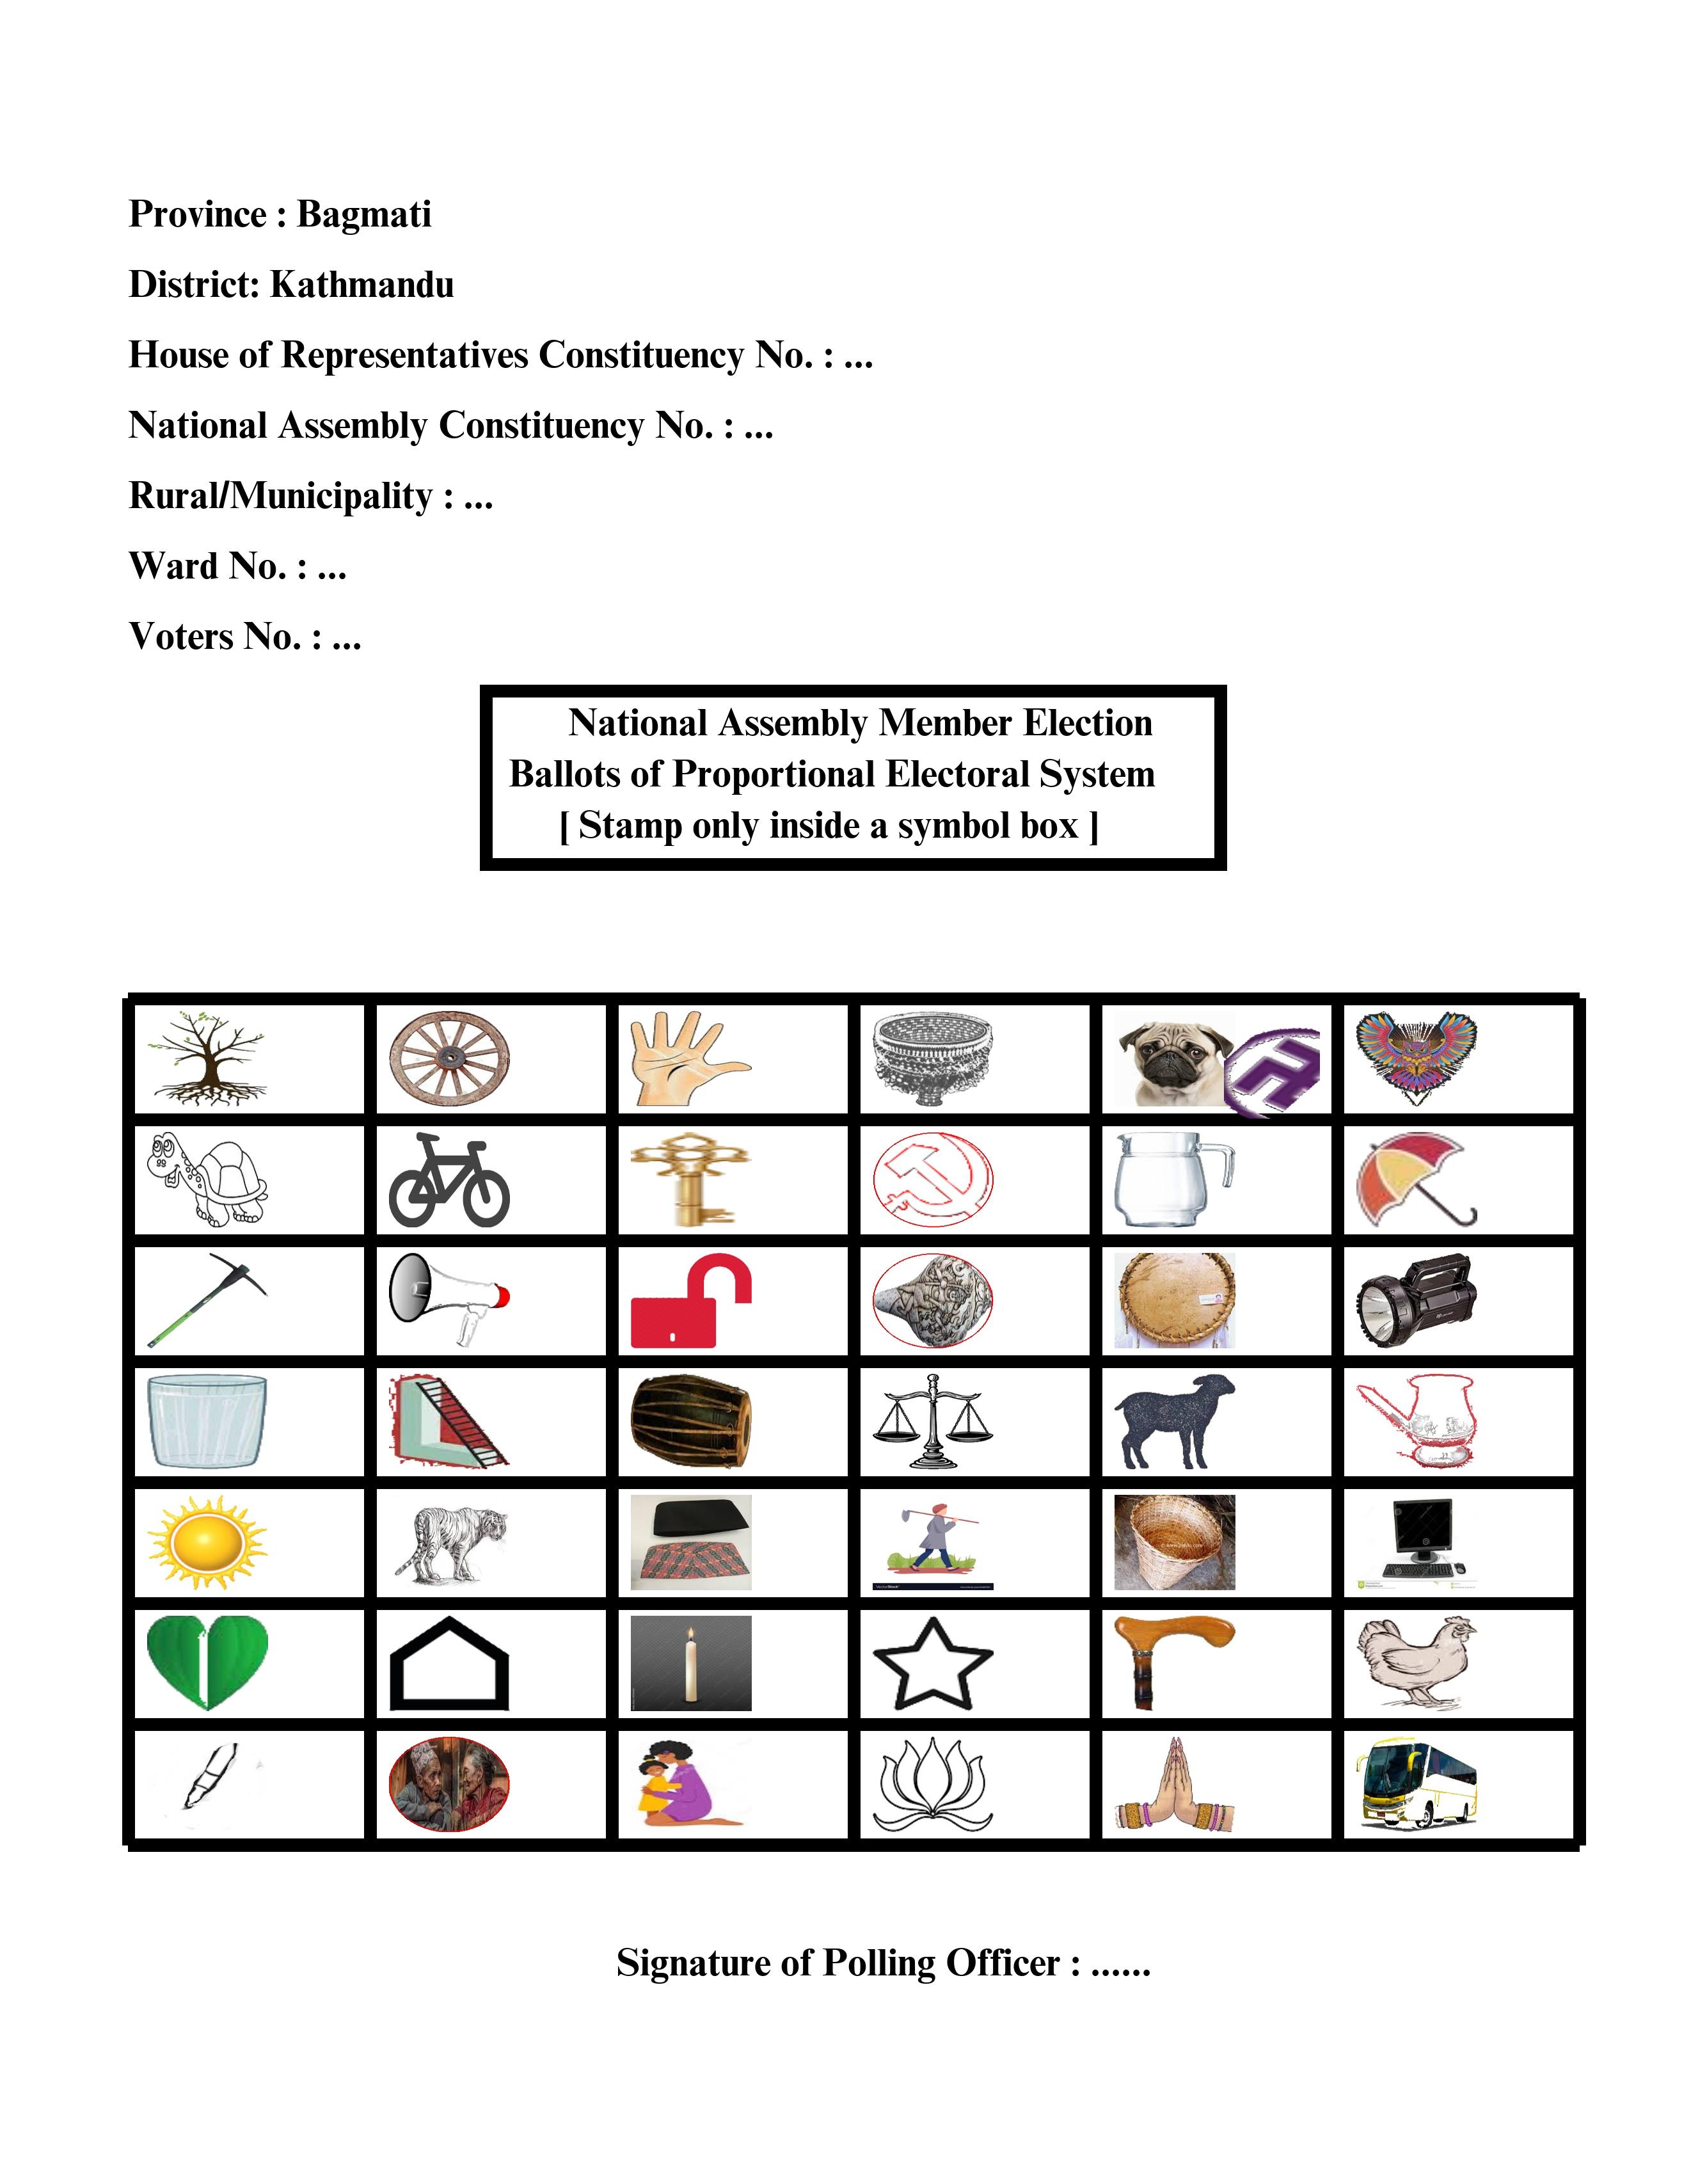 Province : Bagmati
District: Kathmandu
House of Representatives Constituency No. : ...
National Assembly Constituency No. : ...
Rural/Municipality : ...
Ward No. : ...
Voters No. : ...
National Assembly Member Election
Ballots of Proportional Electoral System
[ Stamp only inside a symbol box ]
Signature of Polling Officer : ......